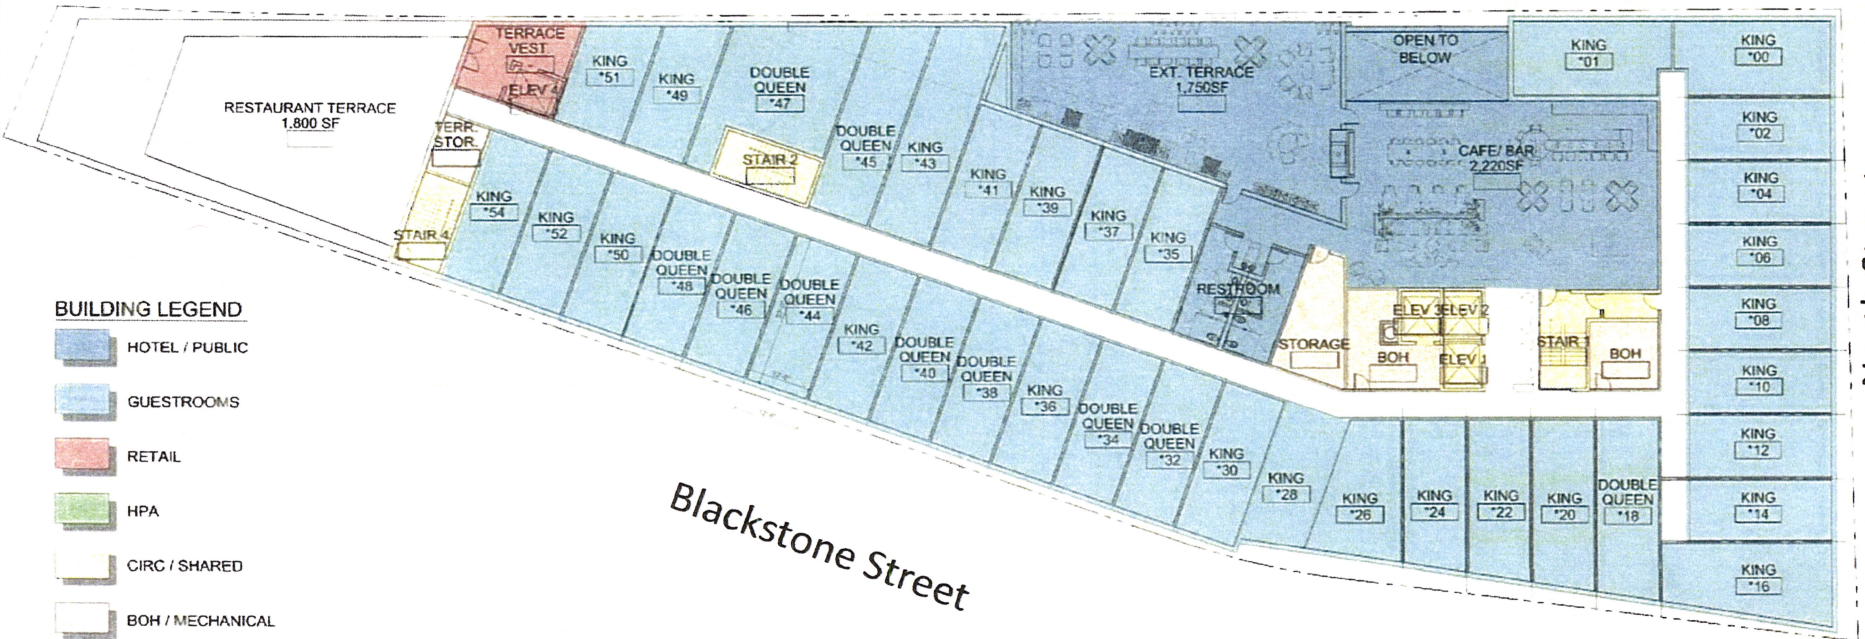 TERRACE
VEST.
ELEV 4
KING
*51
KING
*49
DOUBLE
QUEEN
*47
STAIR 2
DOUBLE
QUEEN
*45
KING
*43
KING
*41
KING
*39
KING
*37
KING
*35
EXT. TERRACE
1,750SF
OPEN TO
BELOW
KING
*01
KING
*00
KING
*02
KING
*04
KING
*06
KING
*08
KING
*10
KING
*12
KING
*14
KING
*16
CAFE/ BAR
2,220SF
RESTAURANT TERRACE
1,800 SF
TERR.
STOR.
STAIR 4
KING
*54
KING
*52
KING
*50
DOUBLE
QUEEN
*48
DOUBLE
QUEEN
*46
DOUBLE
QUEEN
*44
KING
*42
DOUBLE
QUEEN
*40
DOUBLE
QUEEN
*38
KING
*36
DOUBLE
QUEEN
*34
DOUBLE
QUEEN
*32
KING
*30
KING
*28
KING
*26
KING
*24
KING
*22
KING
*20
DOUBLE
QUEEN
*18
RESTROOM
STORAGE
BOH
ELEV 3
ELEV 2
ELEV 1
STAIR 1
BOH
BUILDING LEGEND
HOTEL / PUBLIC
GUESTROOMS
RETAIL
HPA
CIRC / SHARED
BOH / MECHANICAL
Blackstone Street